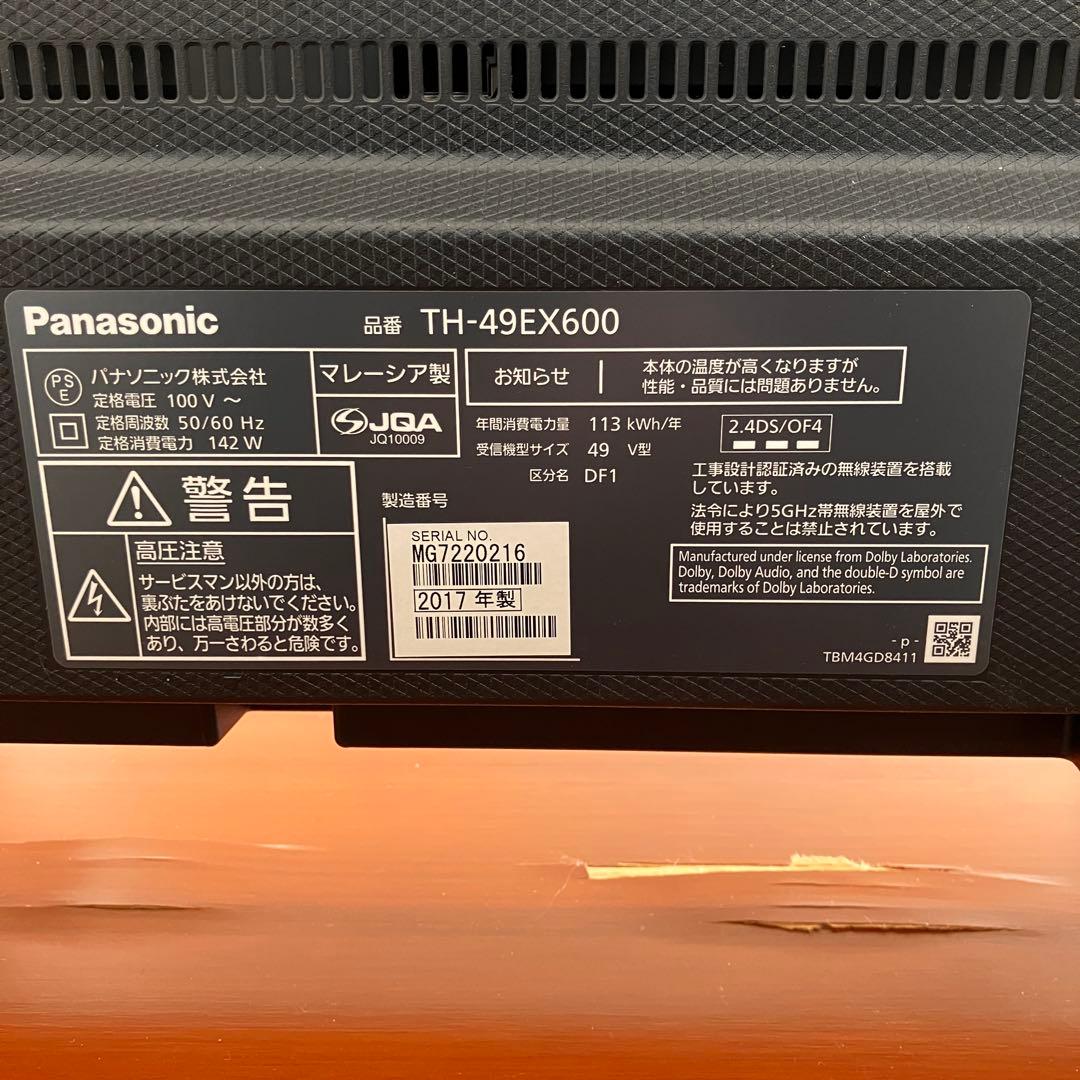 Panasonic
品番 TH-49EX600
PSE
パナソニック株式会社
定格電圧 100 V ～
定格周波数 50/60 Hz
定格消費電力 142 W
マレーシア製
JQA
JQ10009
お知らせ
本体の温度が高くなりますが
性能・品質には問題ありません。
年間消費電力量 113 kWh/年
受信機型サイズ 49 V型
区分名 DF1
2.4DS/OF4
工事設計認証済みの無線装置を搭載
しています。
法令により5GHz帯無線装置を屋外で
使用することは禁止されています。
警告
高圧注意
サービスマン以外の方は、
裏ぶたをあけないでください。
内部には高電圧部分が数多く
あり、万一さわると危険です。
製造番号
SERIAL NO.
MG7220216
2017 年製
Manufactured under license from Dolby Laboratories.
Dolby, Dolby Audio, and the double-D symbol are
trademarks of Dolby Laboratories.
- p -
TBM4GD8411